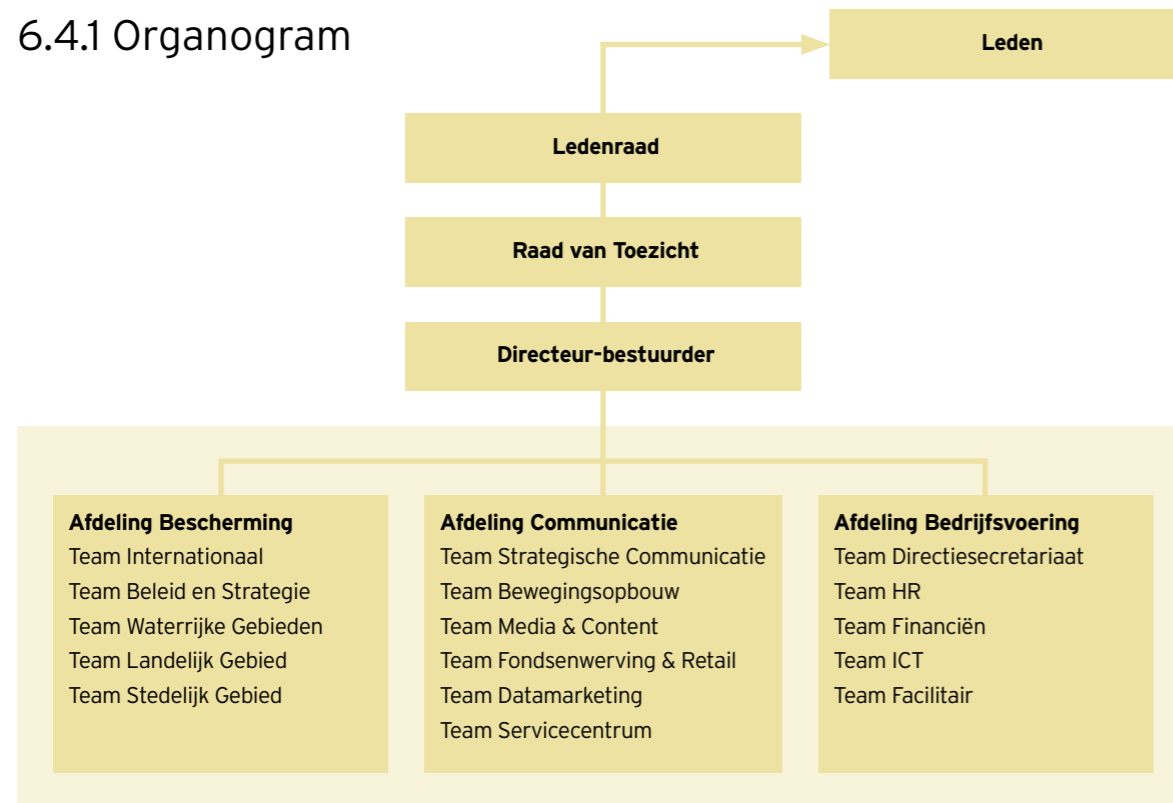 6.4.1 Organogram
Leden
Ledenraad
Raad van Toezicht
Directeur-bestuurder
Afdeling Bescherming
Team Internationaal
Team Beleid en Strategie
Team Waterrijke Gebieden
Team Landelijk Gebied
Team Stedelijk Gebied
Afdeling Communicatie
Team Strategische Communicatie
Team Bewegingsopbouw
Team Media & Content
Team Fondsenwerving & Retail
Team Datamarketing
Team Servicecentrum
Afdeling Bedrijfsvoering
Team Directiesecretariaat
Team HR
Team Financiën
Team ICT
Team Facilitair